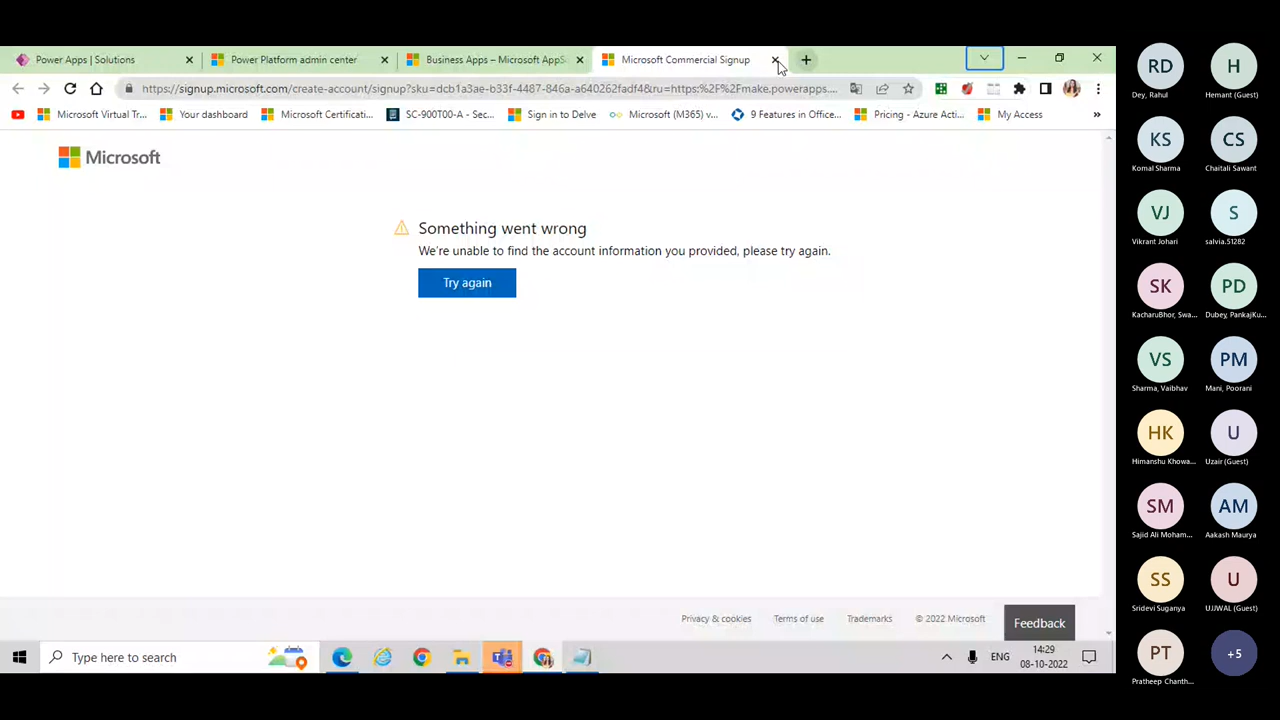 Power Apps | Solutions
Power Platform admin center
Business Apps – Microsoft AppS
Microsoft Commercial Signup
https://signup.microsoft.com/create-account/signup?sku=dcb1a3ae-b33f-4487-846a-a640262fadf4&ru=https:%2F%2Fmake.powerapps....
Microsoft Virtual Tr...
Your dashboard
Microsoft Certificati...
SC-900T00-A - Sec...
Sign in to Delve
Microsoft (M365) v...
9 Features in Office...
Pricing - Azure Acti...
My Access
»
Microsoft
Something went wrong
We're unable to find the account information you provided, please try again.
Try again
Privacy & cookies
Terms of use
Trademarks
© 2022 Microsoft
Feedback
Type here to search
ENG
14:29
08-10-2022
RD
H
Dey, Rahul
Hemant (Guest)
KS
CS
Komal Sharma
Chaitali Sawant
VJ
S
Vikrant Johari
salvia.51282
SK
PD
KacharuBhor, Swa...
Dubey, PankajKu...
VS
PM
Sharma, Vaibhav
Mani, Poorani
HK
U
Himanshu Khowa...
Uzair (Guest)
SM
AM
Sajid Ali Moham...
Aakash Maurya
SS
U
Sridevi Suganya
UJJWAL (Guest)
PT
+5
Pratheep Chanth...